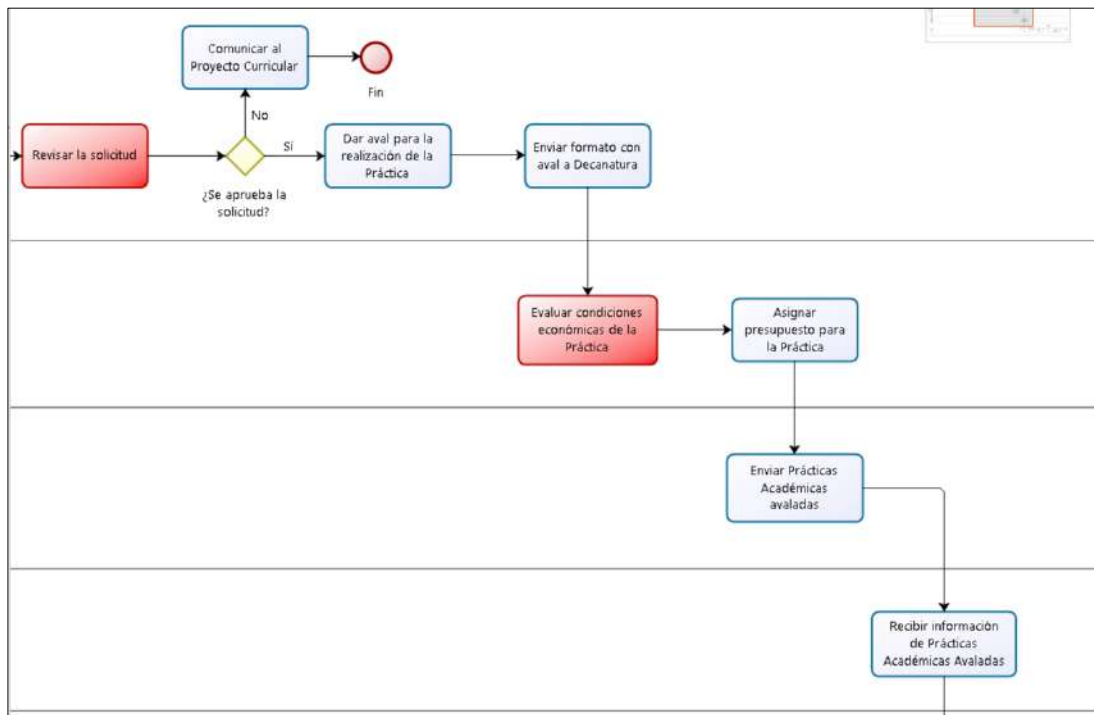 Comunicar al
Proyecto Curricular
Fin
No
Revisar la solicitud
Si
Dar aval para la
realización de la
Práctica
Enviar formato con
aval a Decanatura
¿Se aprueba la
solicitud?
Evaluar condiciones
económicas de la
Práctica
Asignar
presupuesto para
la Práctica
Enviar Prácticas
Académicas
avaladas
Recibir información
de Prácticas
Académicas Avaladas